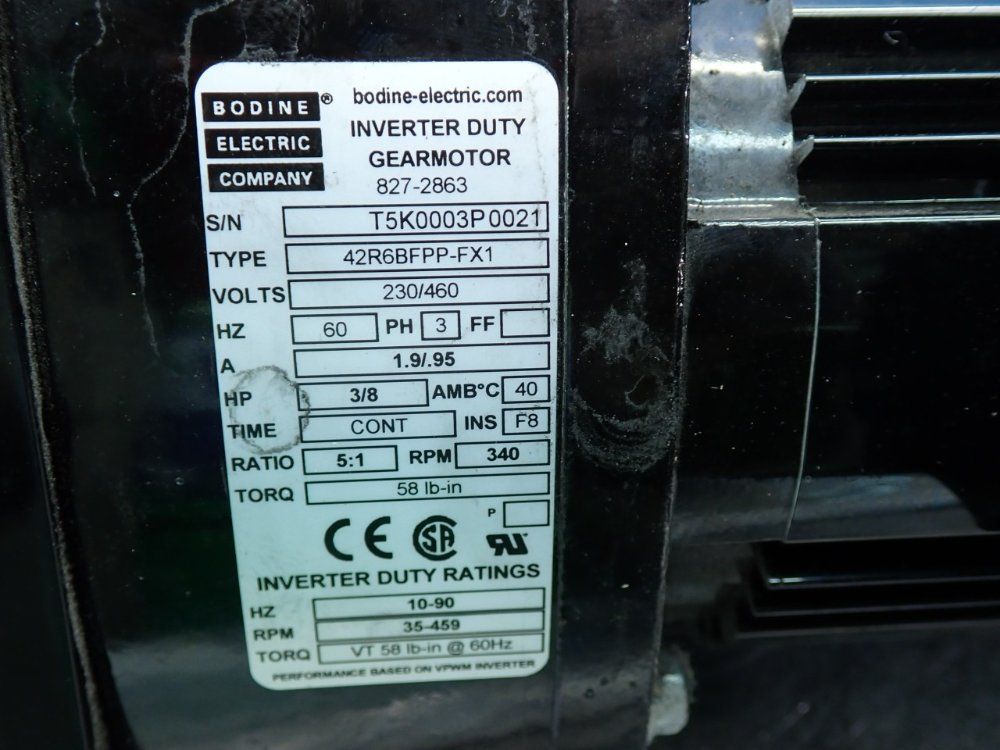 BODINE ® bodine-electric.com
ELECTRIC INVERTER DUTY
COMPANY GEARMOTOR
827-2863
S/N T5K0003P0021
TYPE 42R6BFPP-FX1
VOLTS 230/460
HZ 60 PH 3 FF
A 1.9/.95
HP 3/8 AMB°C 40
TIME CONT INS F8
RATIO 5:1 RPM 340
TORQ 58 lb-in
P
CE SA RU
INVERTER DUTY RATINGS
HZ 10-90
RPM 35-459
TORQ VT 58 lb-in @ 60Hz
PERFORMANCE BASED ON VPWM INVERTER